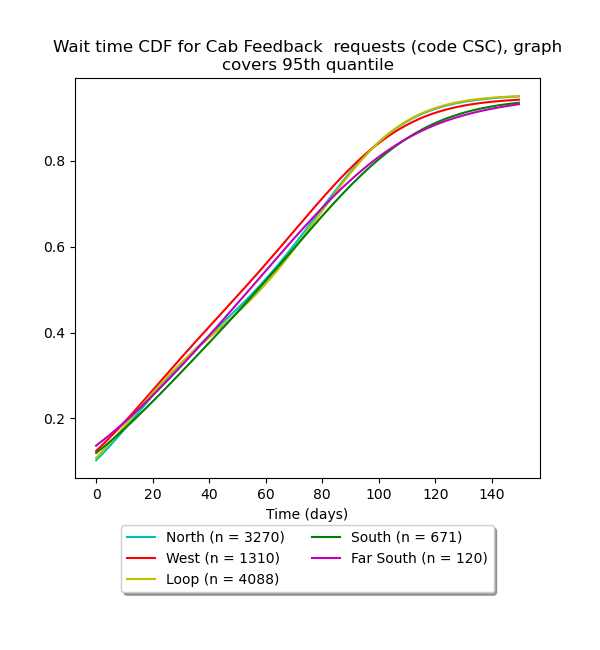 Wait time CDF for Cab Feedback  requests (code CSC), graph
covers 95th quantile
0.8
0.6
0.4
0.2
0 20 40 60 80 100 120 140
Time (days)
North (n = 3270)
West (n = 1310)
Loop (n = 4088)
South (n = 671)
Far South (n = 120)